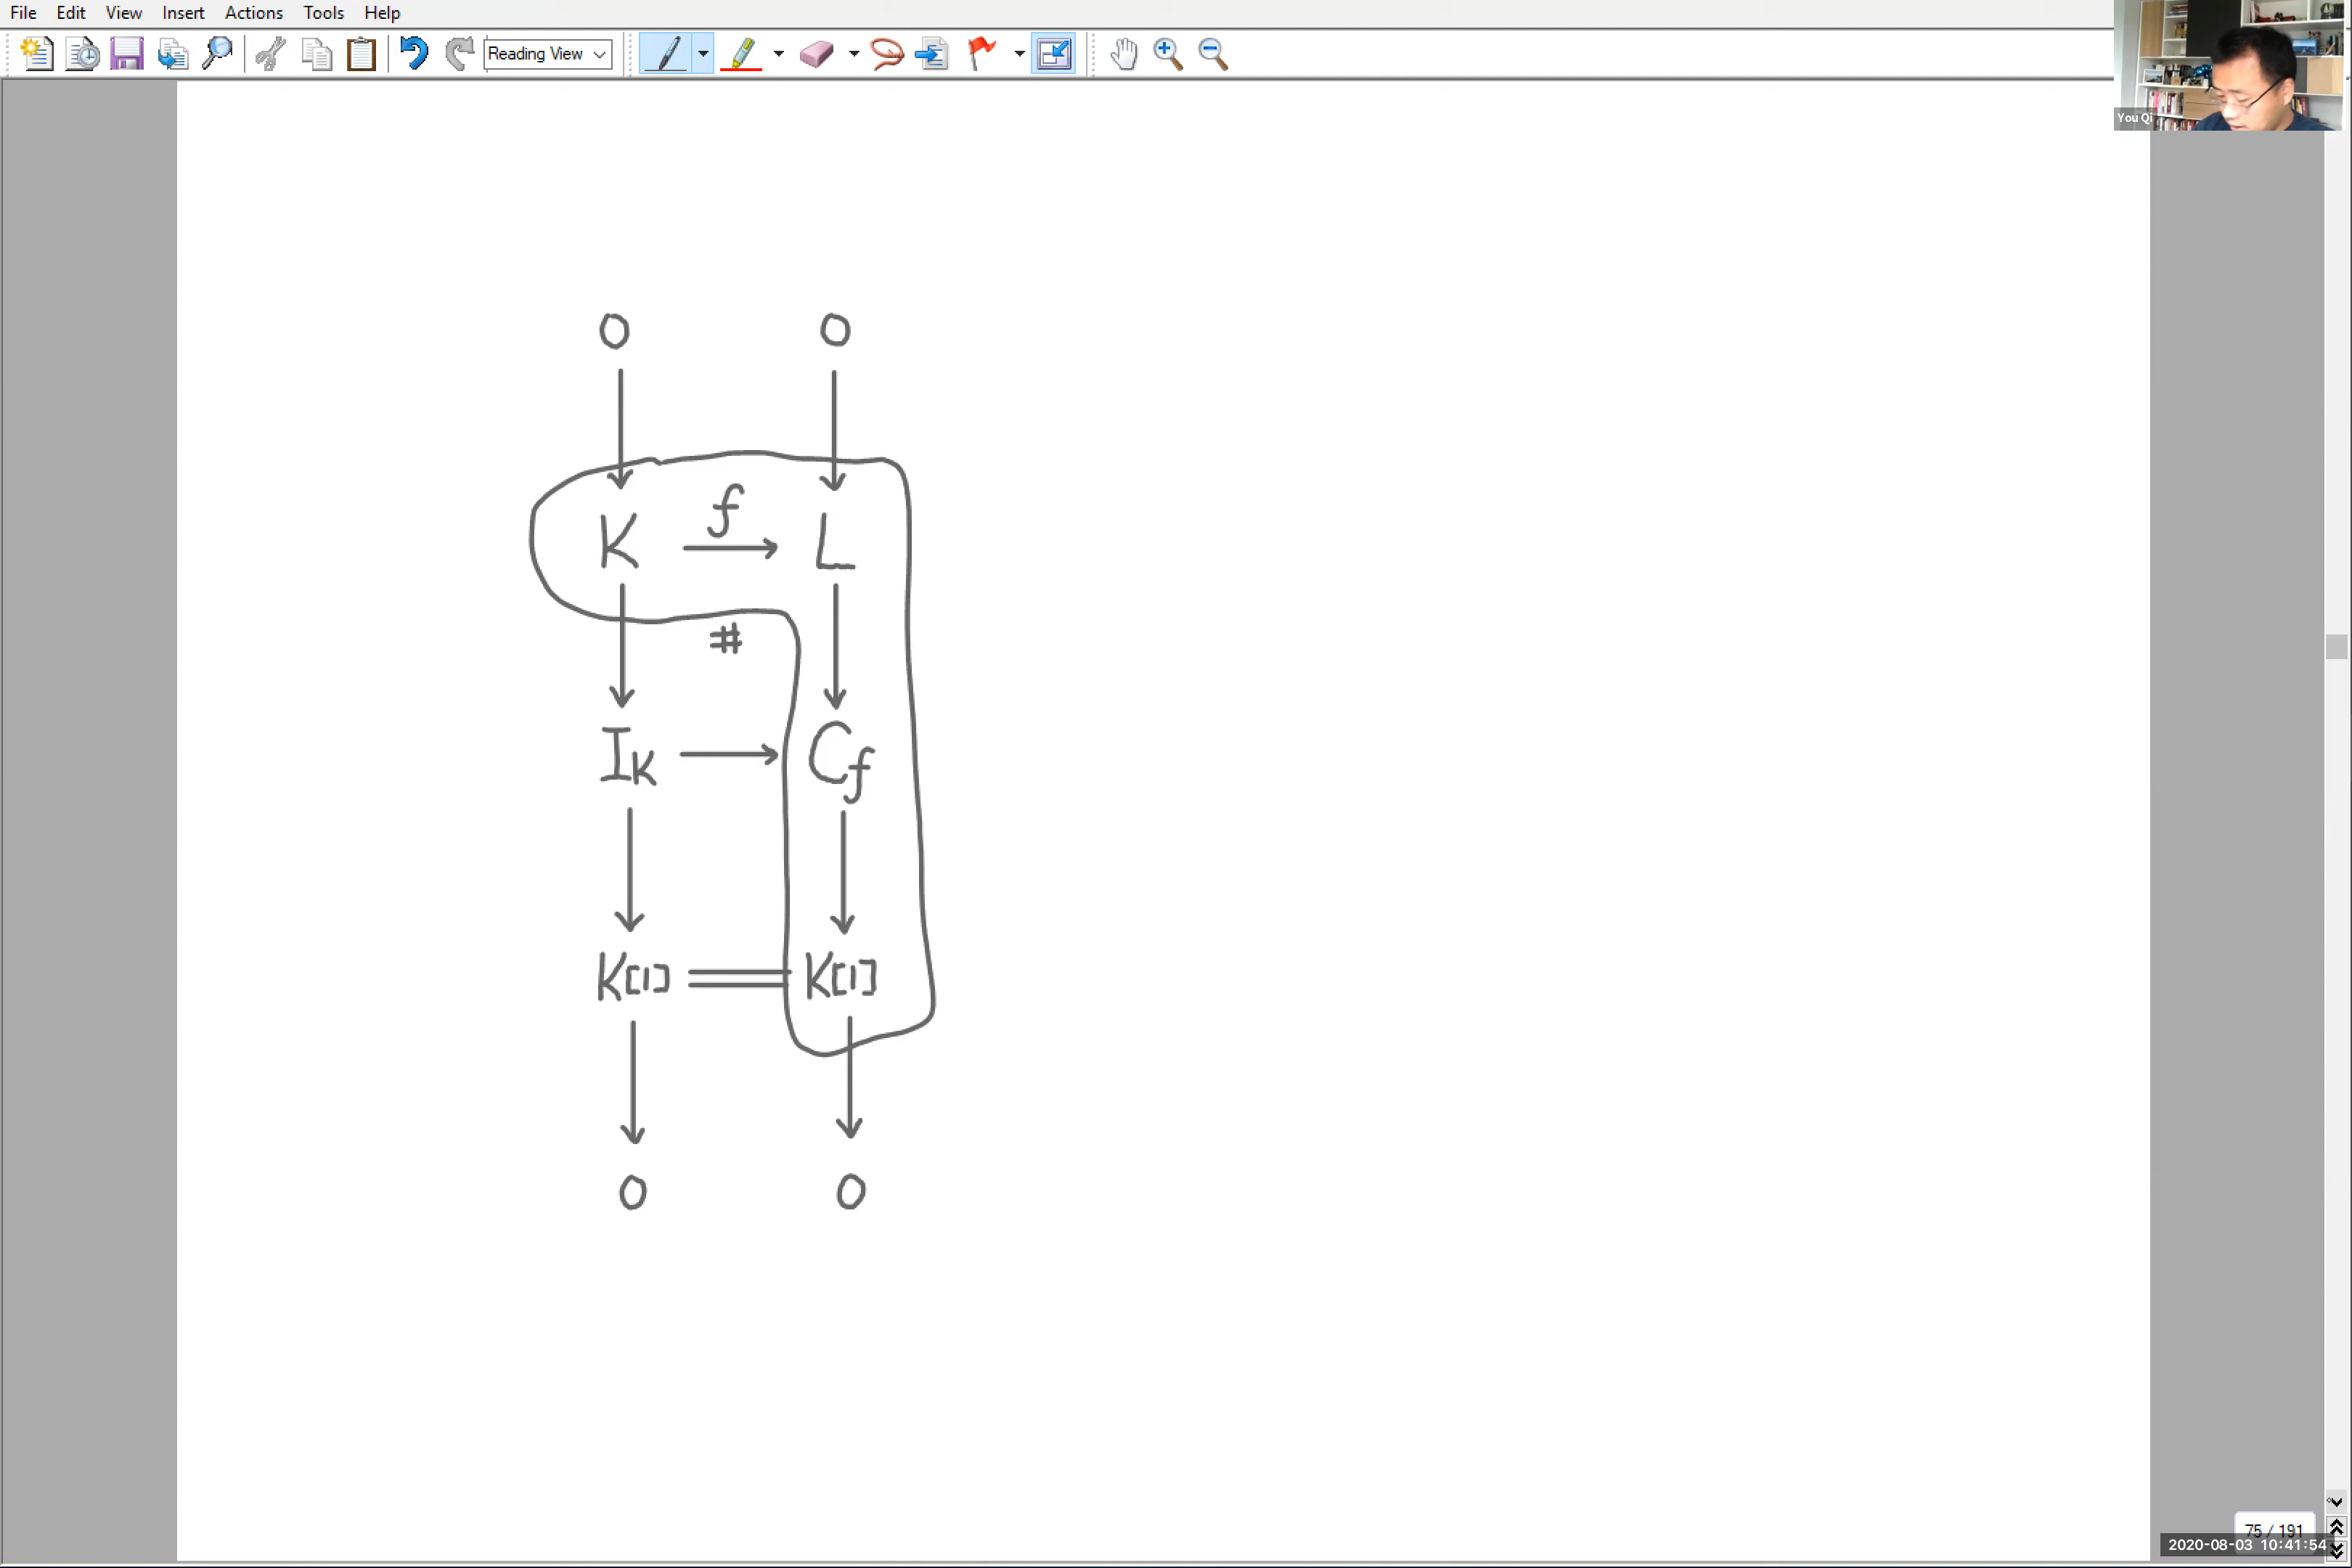 File Edit View Insert Actions Tools Help
Reading View
You Qi
0 0
f
K → L
#
I_K → C_f
K[1] = K[1]
0 0
75 / 191
2020-08-03 10:41:54